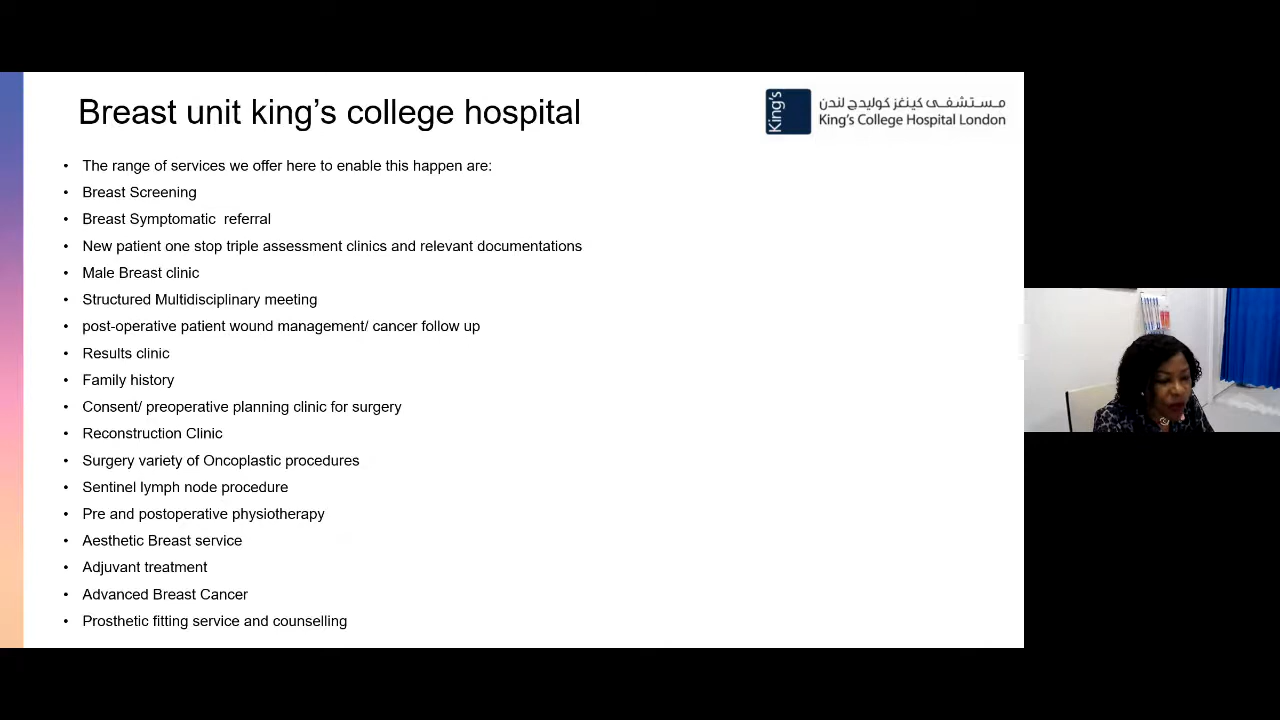 Breast unit king's college hospital
King's
مستشفى كينغز كوليدج لندن
King's College Hospital London
• The range of services we offer here to enable this happen are:
• Breast Screening
• Breast Symptomatic  referral
• New patient one stop triple assessment clinics and relevant documentations
• Male Breast clinic
• Structured Multidisciplinary meeting
• post-operative patient wound management/ cancer follow up
• Results clinic
• Family history
• Consent/ preoperative planning clinic for surgery
• Reconstruction Clinic
• Surgery variety of Oncoplastic procedures
• Sentinel lymph node procedure
• Pre and postoperative physiotherapy
• Aesthetic Breast service
• Adjuvant treatment
• Advanced Breast Cancer
• Prosthetic fitting service and counselling